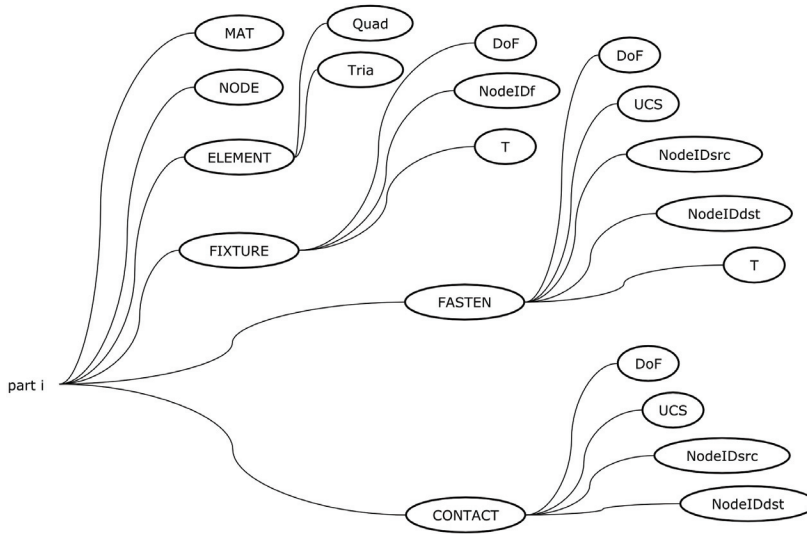 part i
MAT
NODE
ELEMENT
Quad
Tria
FIXTURE
DoF
NodeIDf
T
FASTEN
DoF
UCS
NodeIDsrc
NodeIDdst
T
CONTACT
DoF
UCS
NodeIDsrc
NodeIDdst